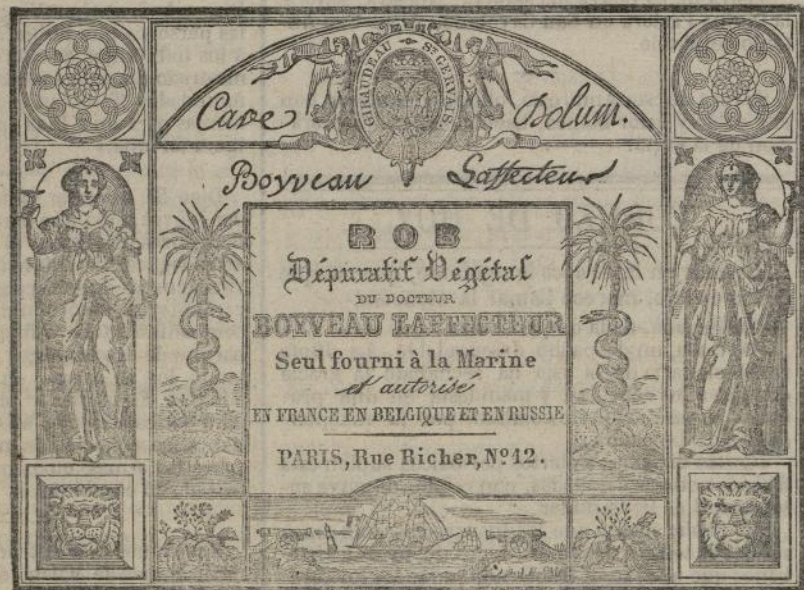 GIRAUDEAU St GERVAIS
Cave Dolum.
Boyveau Laffecteur
ROB
Dépuratif Végétal
DU DOCTEUR
BOYVEAU LAFFECTEUR
Seul fourni à la Marine
et autorisé
EN FRANCE EN BELGIQUE ET EN RUSSIE
PARIS, Rue Richer, No 12.